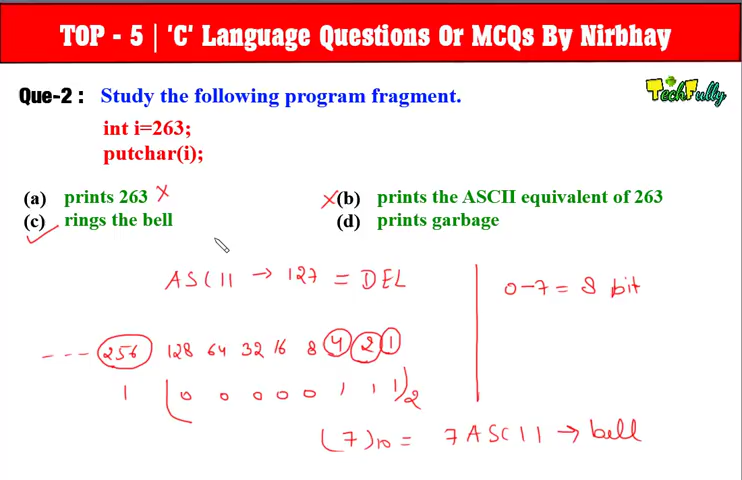 TOP - 5 | 'C' Language Questions Or MCQs By Nirbhay
Que-2 : Study the following program fragment.
TechFully
int i=263;
putchar(i);
(a) prints 263 x
x (b) prints the ASCII equivalent of 263
(c) rings the bell
(d) prints garbage
ASCII → 127 = DEL
0-7 = 8 bit
---- 256 128 64 32 16 8 4 2 1
1 (0 0 0 0 0 1 1 1)2
(7)10 = 7 ASCII → bell